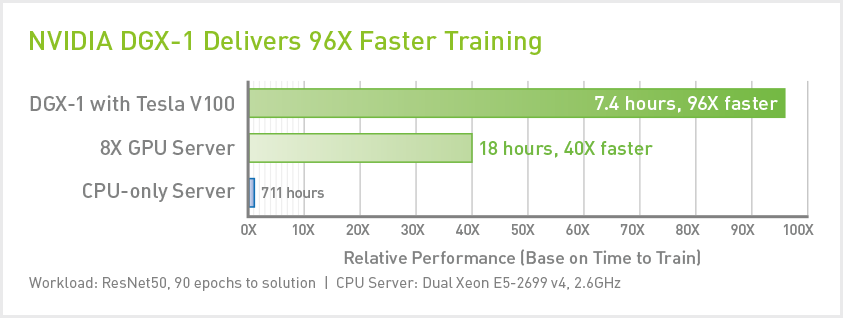 NVIDIA DGX-1 Delivers 96X Faster Training
DGX-1 with Tesla V100
7.4 hours, 96X faster
8X GPU Server
18 hours, 40X faster
CPU-only Server
711 hours
0X 10X 20X 30X 40X 50X 60X 70X 80X 90X 100X
Relative Performance (Base on Time to Train)
Workload: ResNet50, 90 epochs to solution | CPU Server: Dual Xeon E5-2699 v4, 2.6GHz